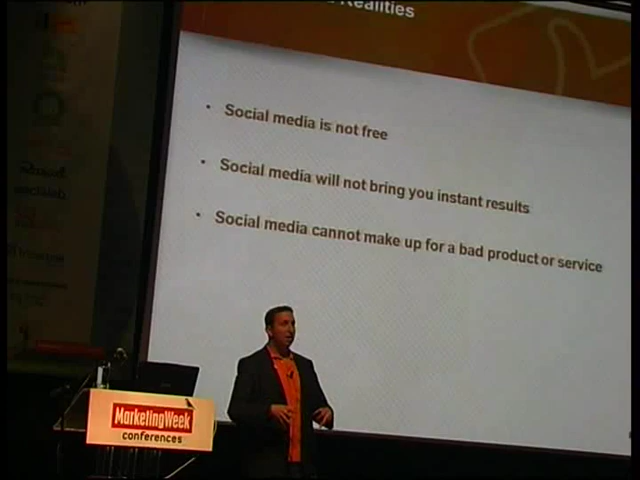 Realities
• Social media is not free
• Social media will not bring you instant results
• Social media cannot make up for a bad product or service
MarketingWeek
conferences